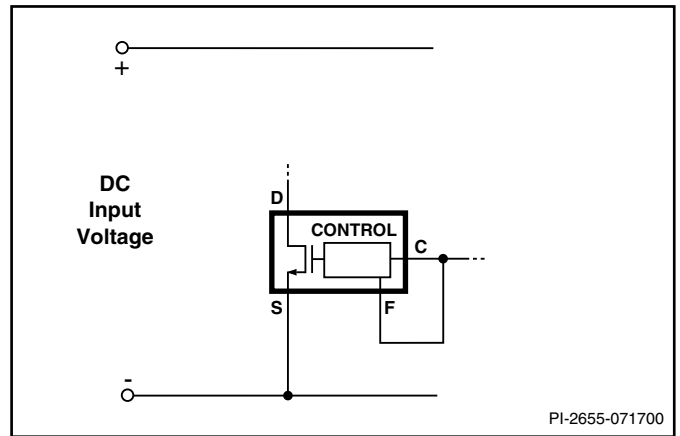 +
DC
Input
Voltage
D
CONTROL
C
S
F
-
PI-2655-071700